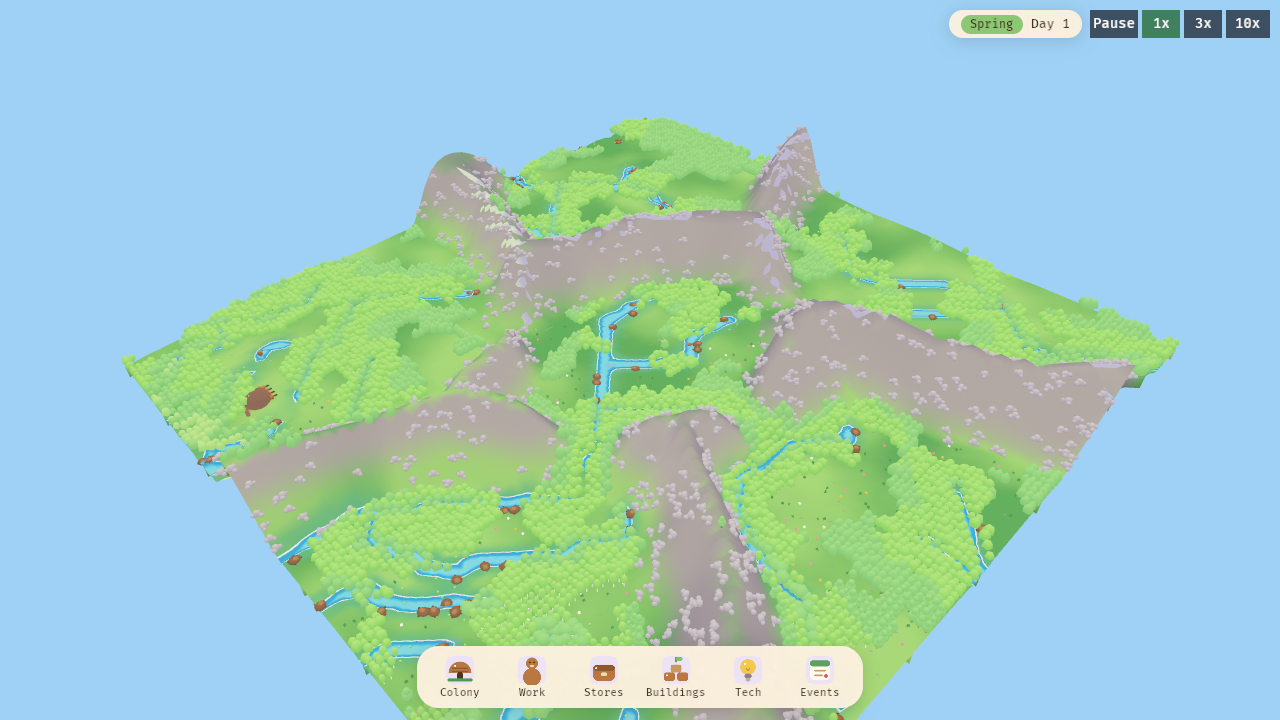 Spring Day 1 Pause 1x 3x 10x
Colony Work Stores Buildings Tech Events